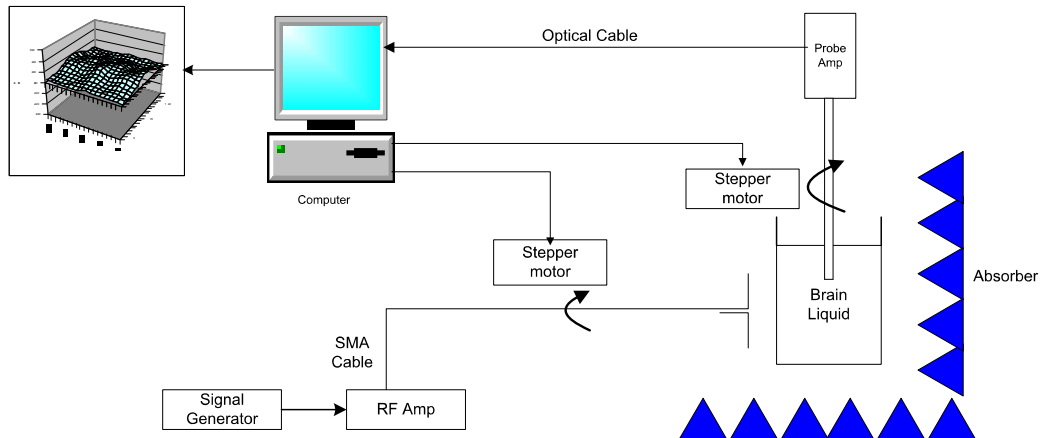 Optical Cable
Probe
Amp
Stepper
motor
Computer
Stepper
motor
Absorber
Brain
Liquid
SMA
Cable
Signal
Generator
RF Amp